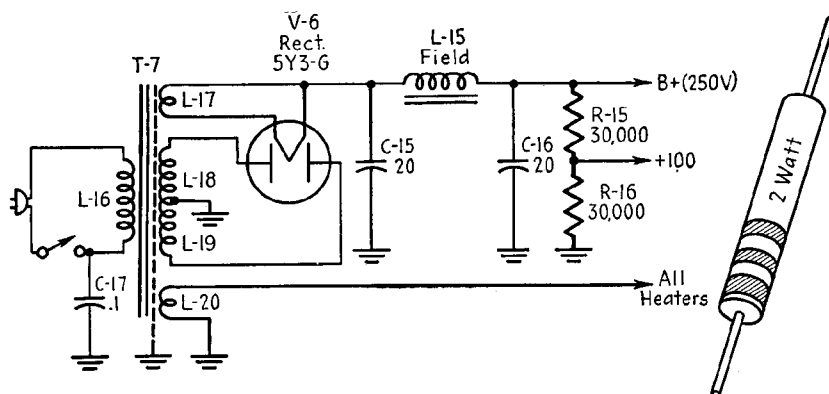 V-6
Rect.
5Y3-G
L-15
Field
T-7
L-17
B+(250V)
R-15
30,000
C-15
20
C-16
20
+100
L-16
L-18
L-19
R-16
30,000
2 Watt
C-17
.1
L-20
All
Heaters